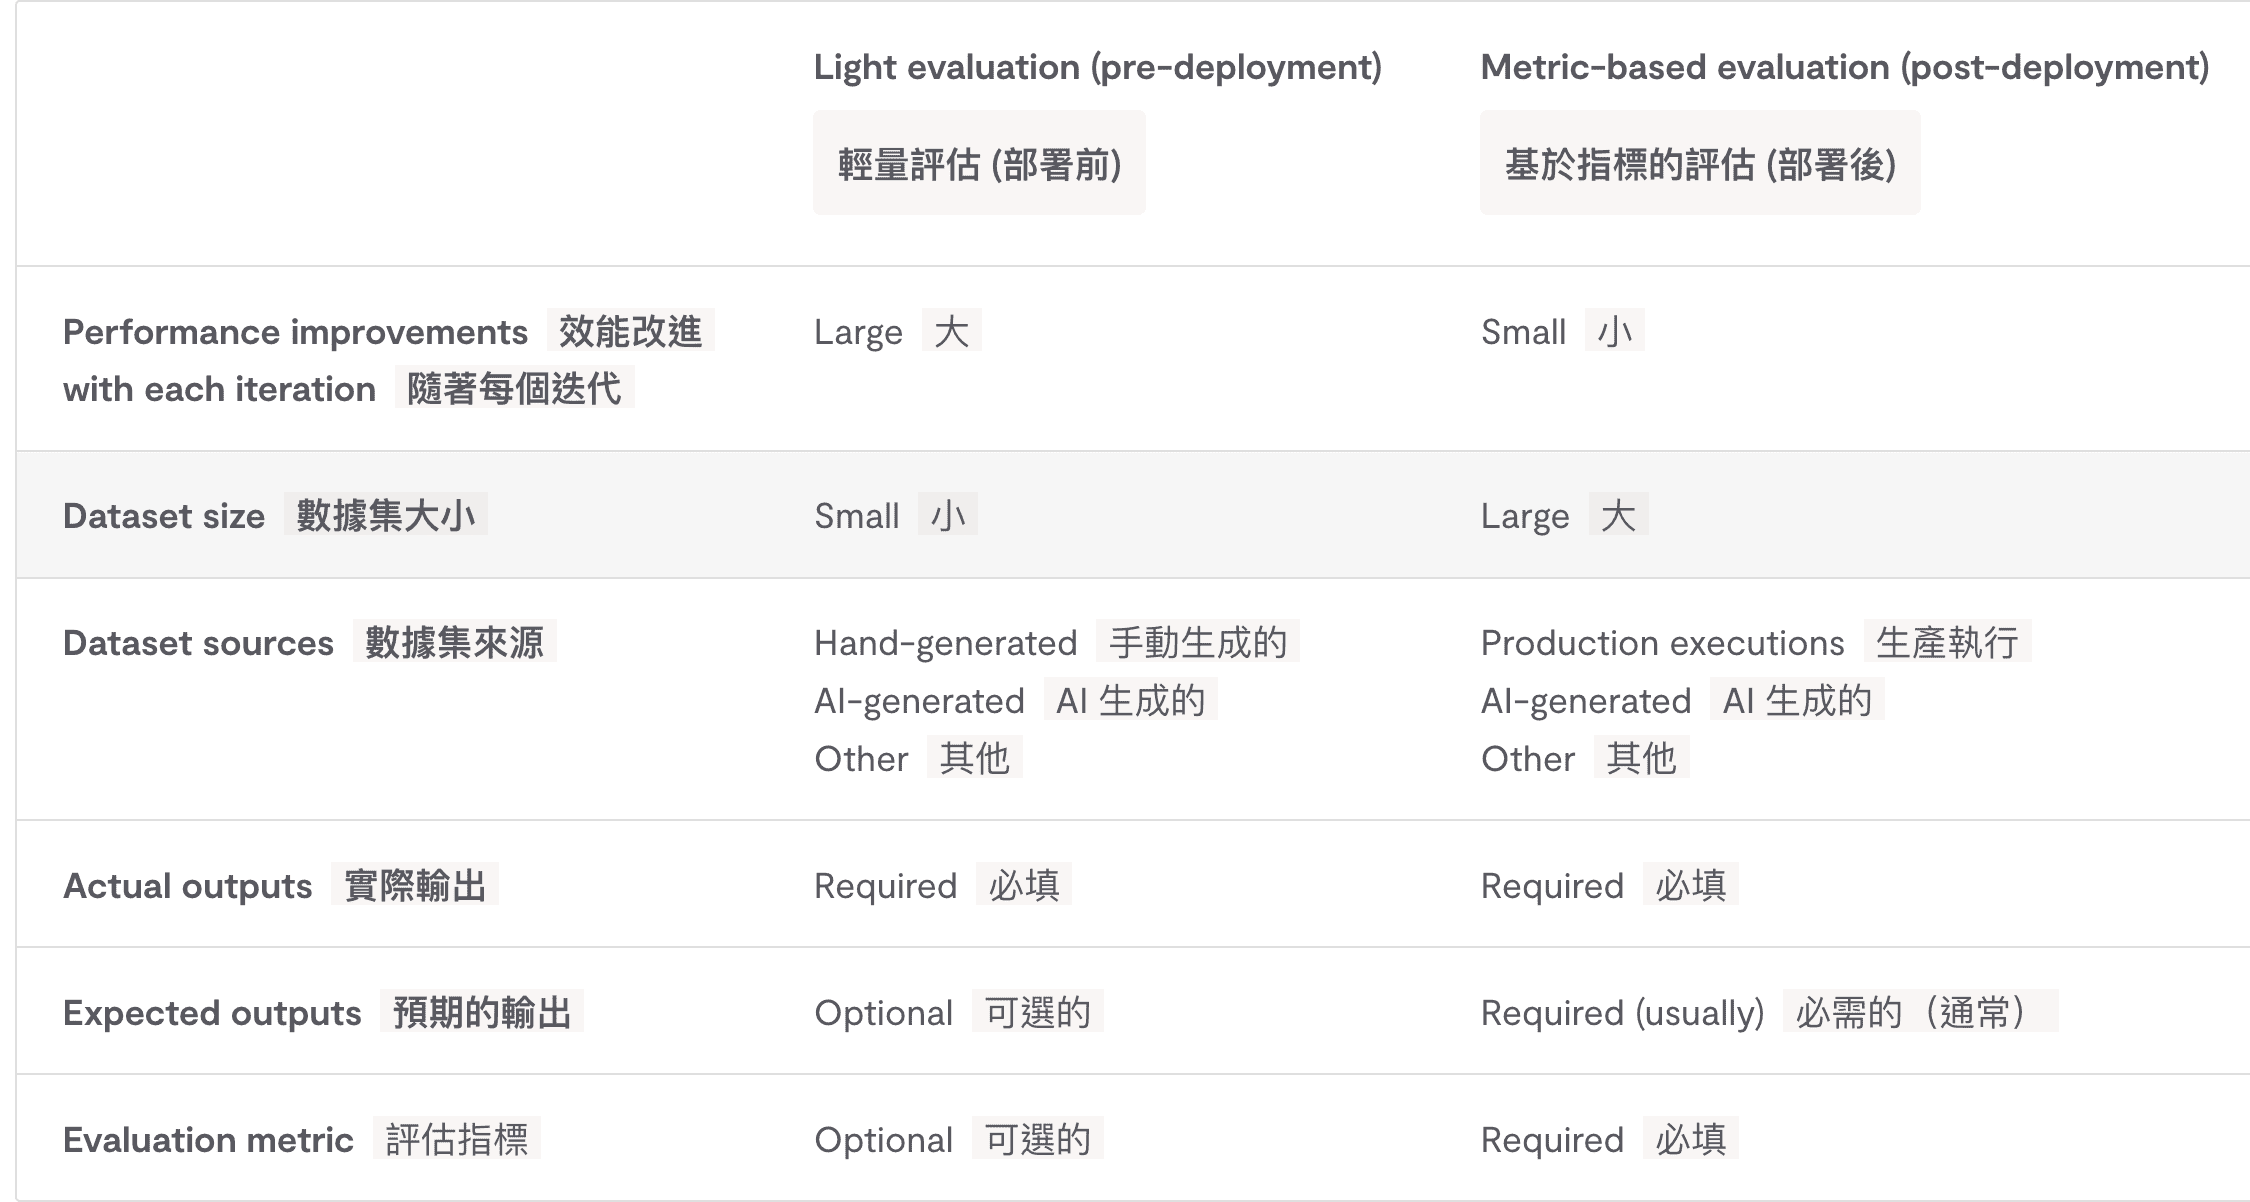 Light evaluation (pre-deployment)
Metric-based evaluation (post-deployment)
輕量評估 (部署前)
基於指標的評估 (部署後)
Performance improvements 效能改進
with each iteration 隨著每個迭代
Large 大
Small 小
Dataset size 數據集大小
Small 小
Large 大
Dataset sources 數據集來源
Hand-generated 手動生成的
AI-generated AI 生成的
Other 其他
Production executions 生產執行
AI-generated AI 生成的
Other 其他
Actual outputs 實際輸出
Required 必填
Required 必填
Expected outputs 預期的輸出
Optional 可選的
Required (usually) 必需的（通常）
Evaluation metric 評估指標
Optional 可選的
Required 必填